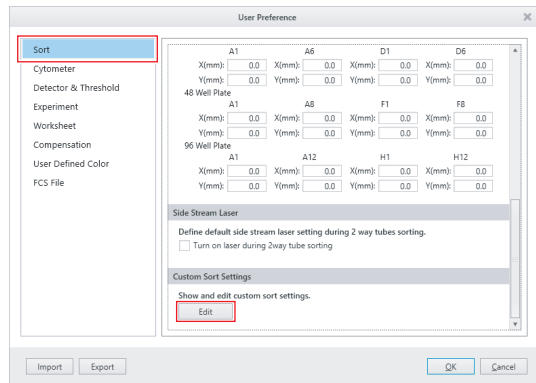 User Preference
Sort
Cytometer
Detector & Threshold
Experiment
Worksheet
Compensation
User Defined Color
FCS File
A1 A6 D1 D6
X(mm): 0.0 X(mm): 0.0 X(mm): 0.0 X(mm): 0.0
Y(mm): 0.0 Y(mm): 0.0 Y(mm): 0.0 Y(mm): 0.0
48 Well Plate
A1 A8 F1 F8
X(mm): 0.0 X(mm): 0.0 X(mm): 0.0 X(mm): 0.0
Y(mm): 0.0 Y(mm): 0.0 Y(mm): 0.0 Y(mm): 0.0
96 Well Plate
A1 A12 H1 H12
X(mm): 0.0 X(mm): 0.0 X(mm): 0.0 X(mm): 0.0
Y(mm): 0.0 Y(mm): 0.0 Y(mm): 0.0 Y(mm): 0.0
Side Stream Laser
Define default side stream laser setting during 2 way tubes sorting.
Turn on laser during 2way tube sorting
Custom Sort Settings
Show and edit custom sort settings.
Edit
Import Export OK Cancel